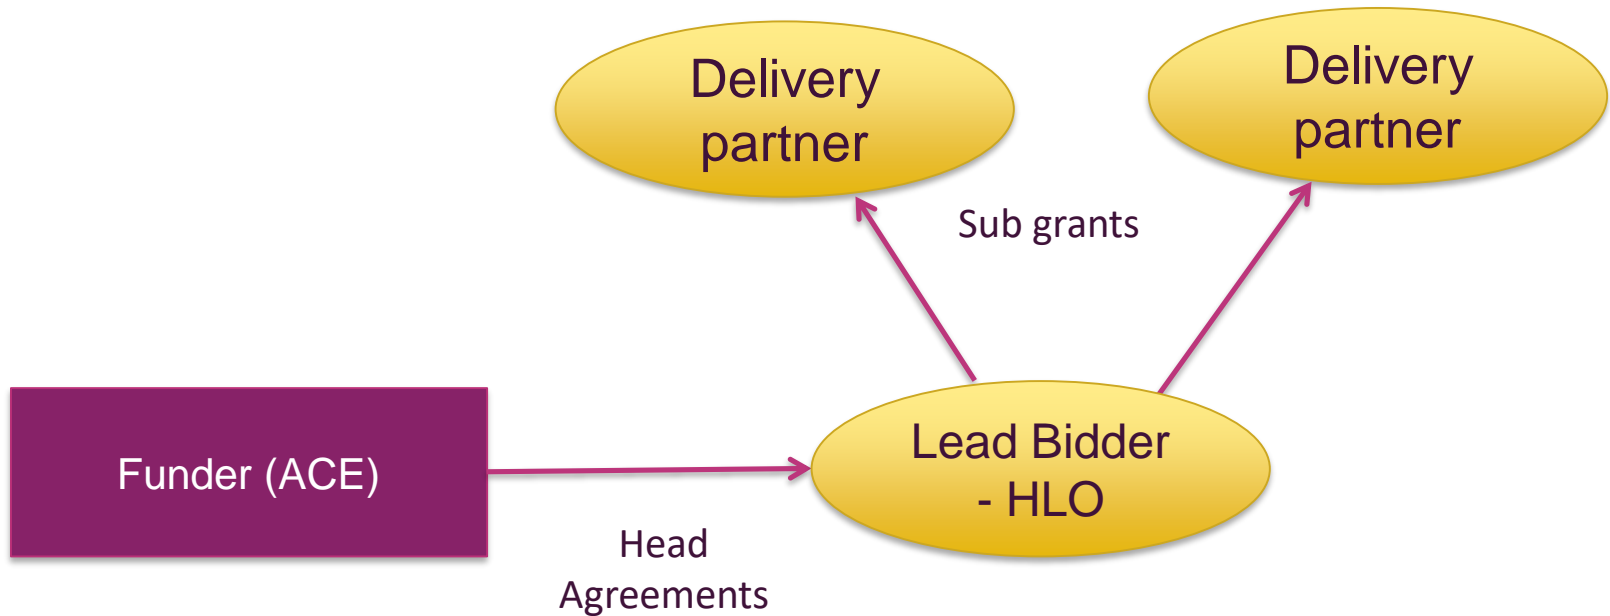 Delivery
partner
Delivery
partner
Sub grants
Funder (ACE)
Lead Bidder
- HLO
Head
Agreements